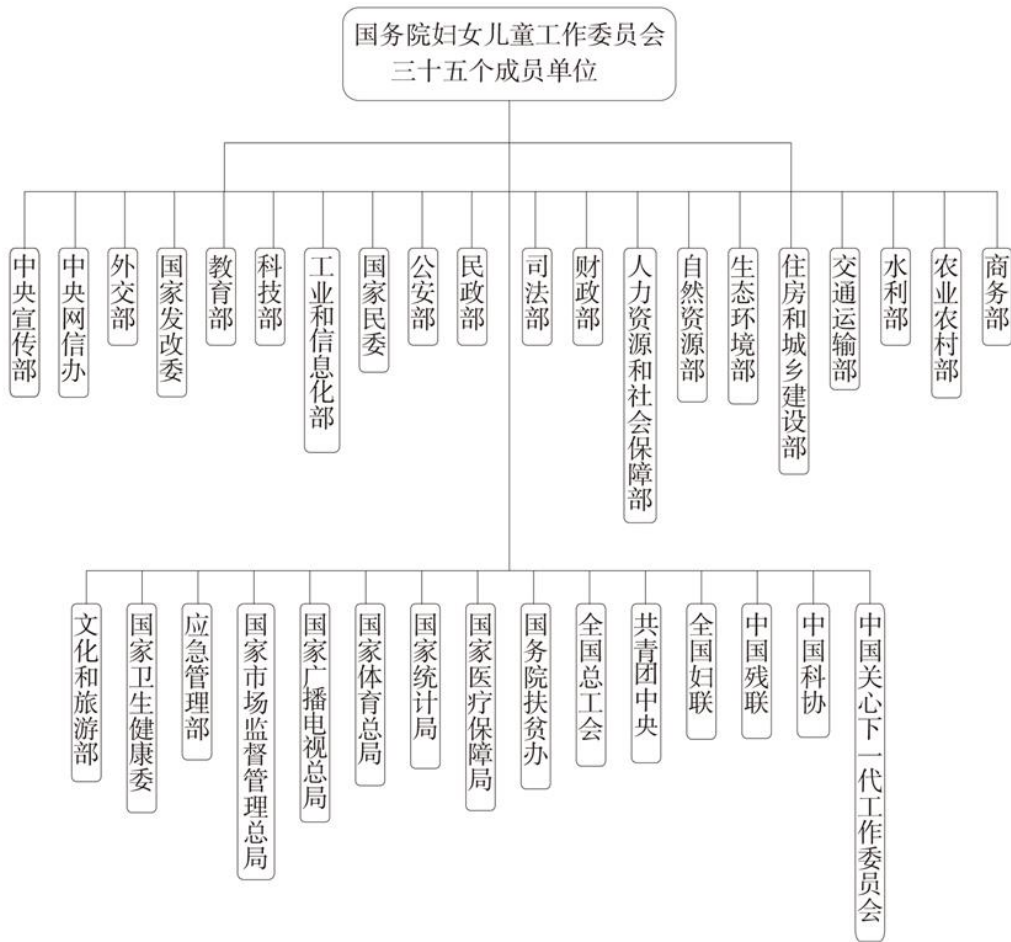 国务院妇女儿童工作委员会
三十五个成员单位
中央宣传部
中央网信办
外交部
国家发改委
教育部
科技部
工业和信息化部
国家民委
公安部
民政部
司法部
财政部
人力资源和社会保障部
自然资源部
生态环境部
住房和城乡建设部
交通运输部
水利部
农业农村部
商务部
文化和旅游部
国家卫生健康委
应急管理部
国家市场监督管理总局
国家广播电视总局
国家体育总局
国家统计局
国家医疗保障局
国务院扶贫办
全国总工会
共青团中央
全国妇联
中国残联
中国科协
中国关心下一代工作委员会